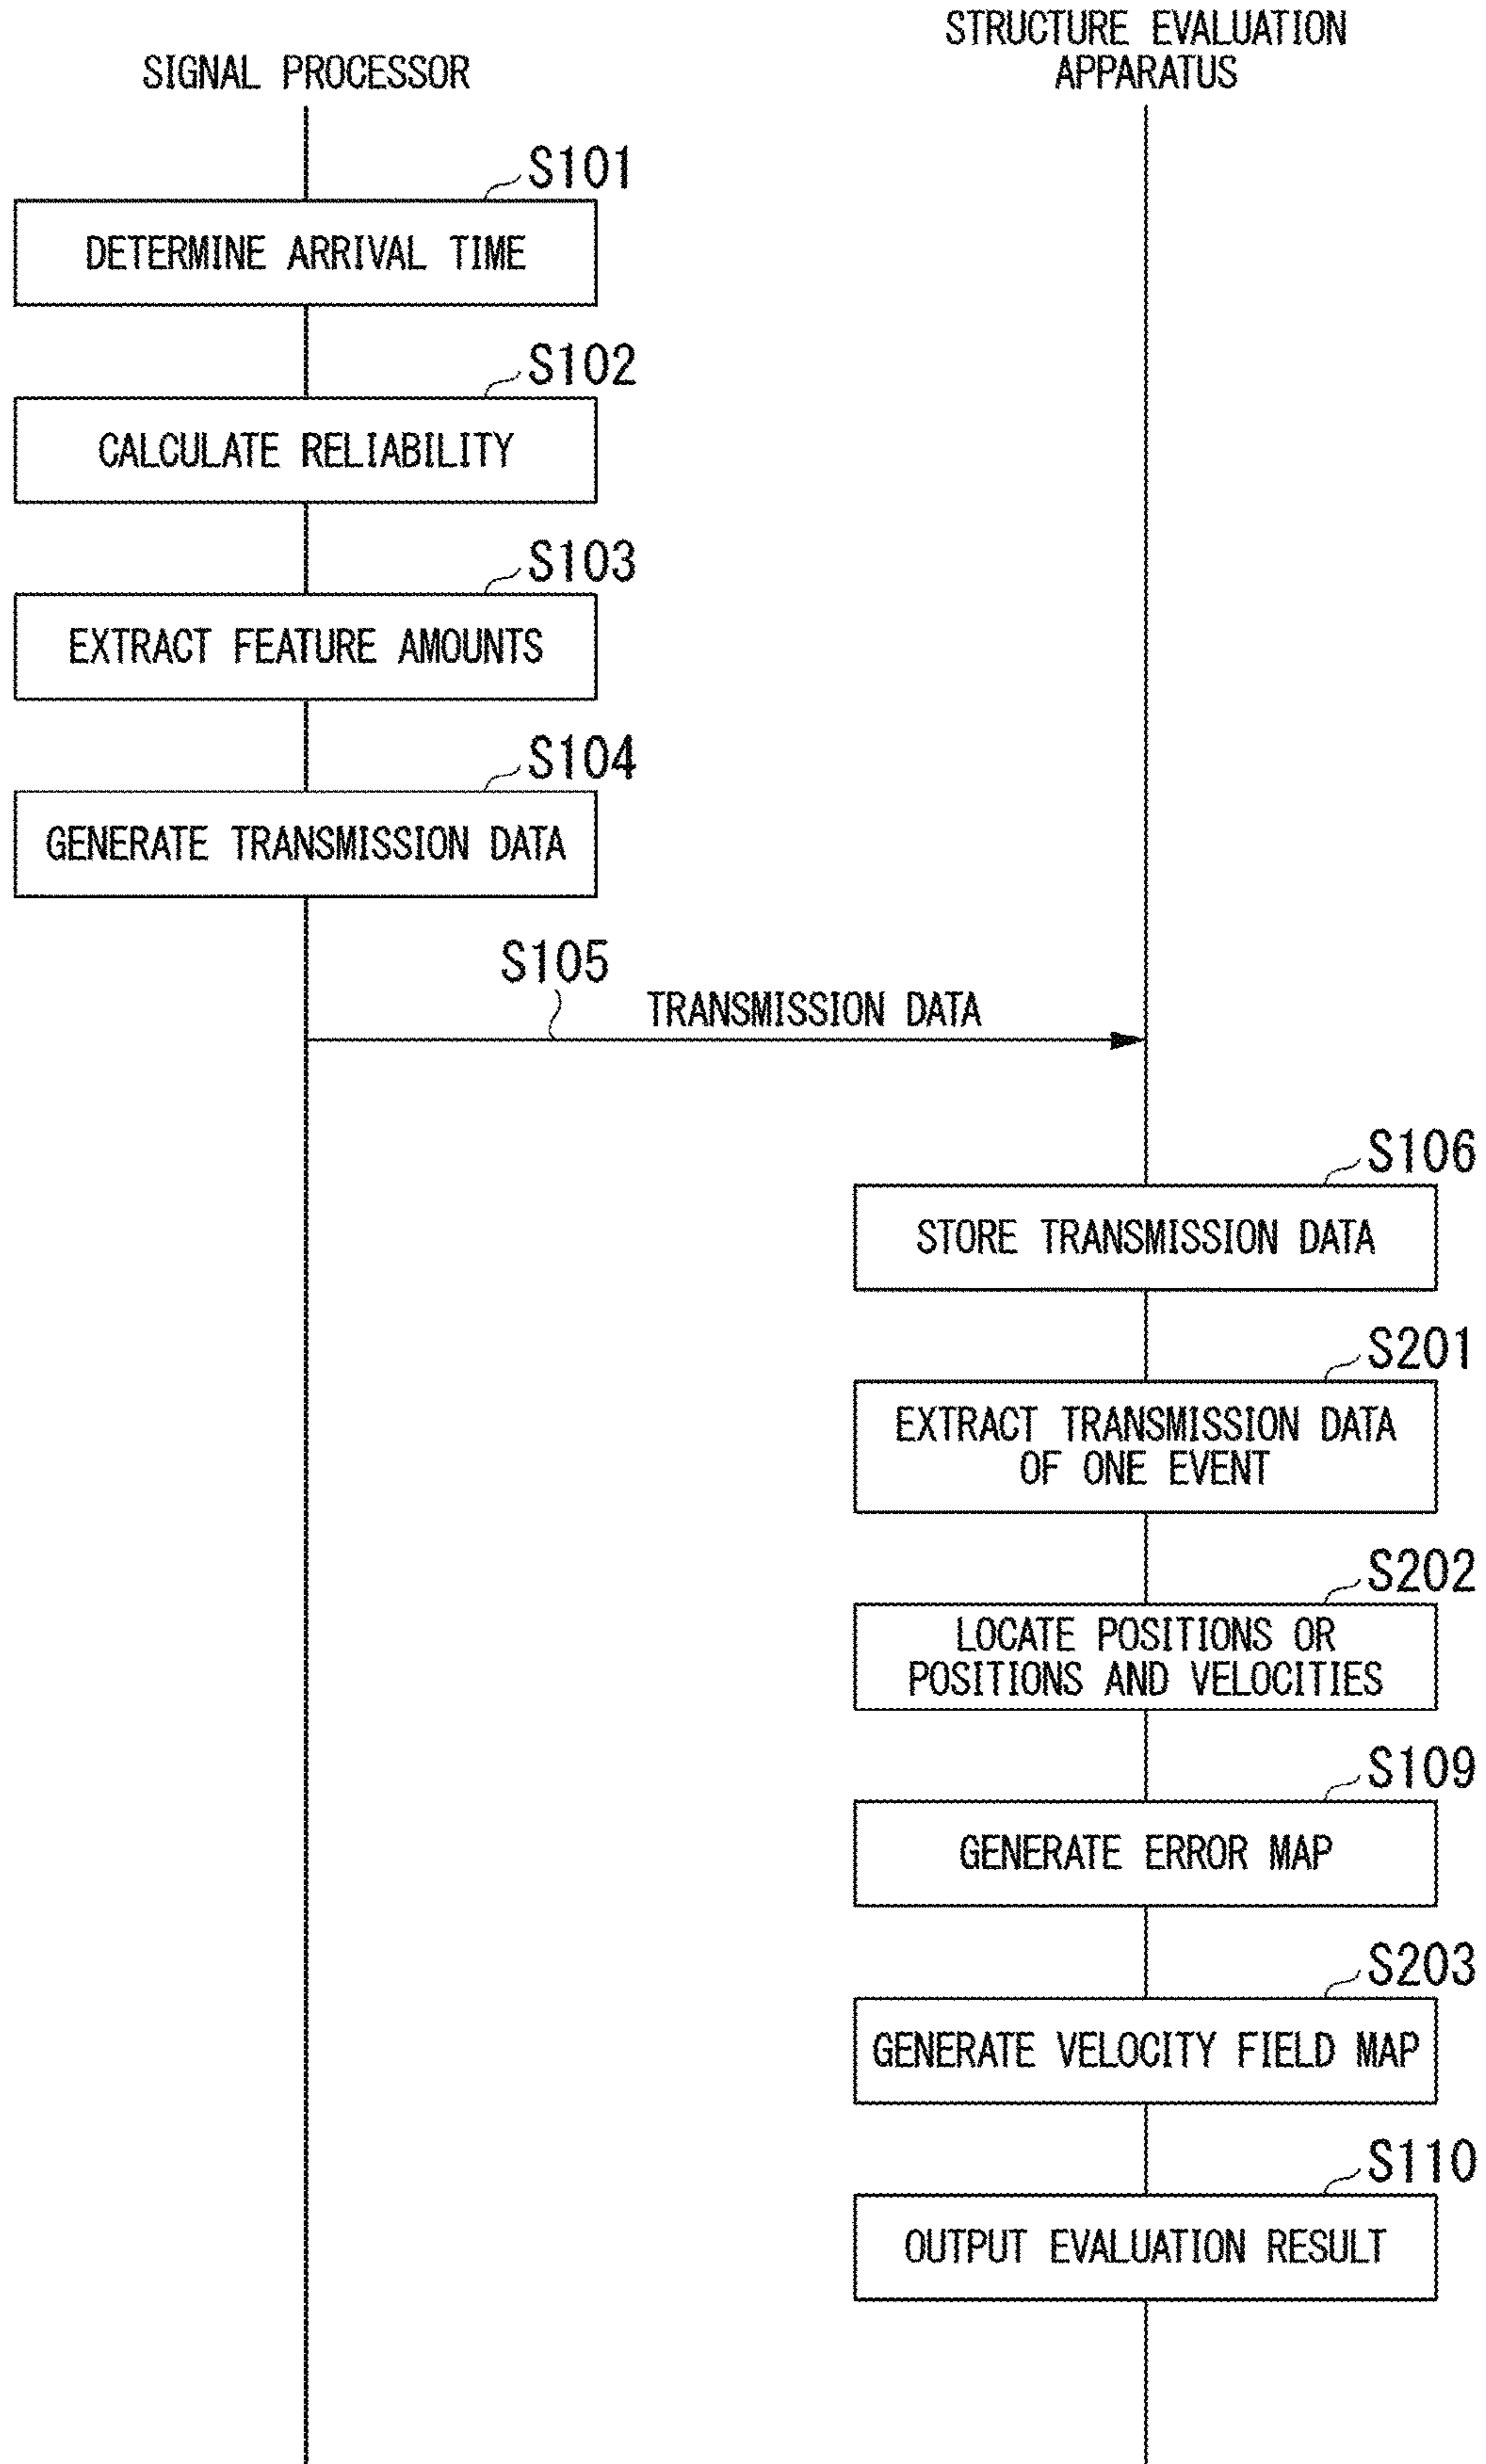 SIGNAL PROCESSOR
STRUCTURE EVALUATION
APPARATUS
S101
DETERMINE ARRIVAL TIME
S102
CALCULATE RELIABILITY
S103
EXTRACT FEATURE AMOUNTS
S104
GENERATE TRANSMISSION DATA
S105
TRANSMISSION DATA
S106
STORE TRANSMISSION DATA
S201
EXTRACT TRANSMISSION DATA
OF ONE EVENT
S202
LOCATE POSITIONS OR
POSITIONS AND VELOCITIES
S109
GENERATE ERROR MAP
S203
GENERATE VELOCITY FIELD MAP
S110
OUTPUT EVALUATION RESULT